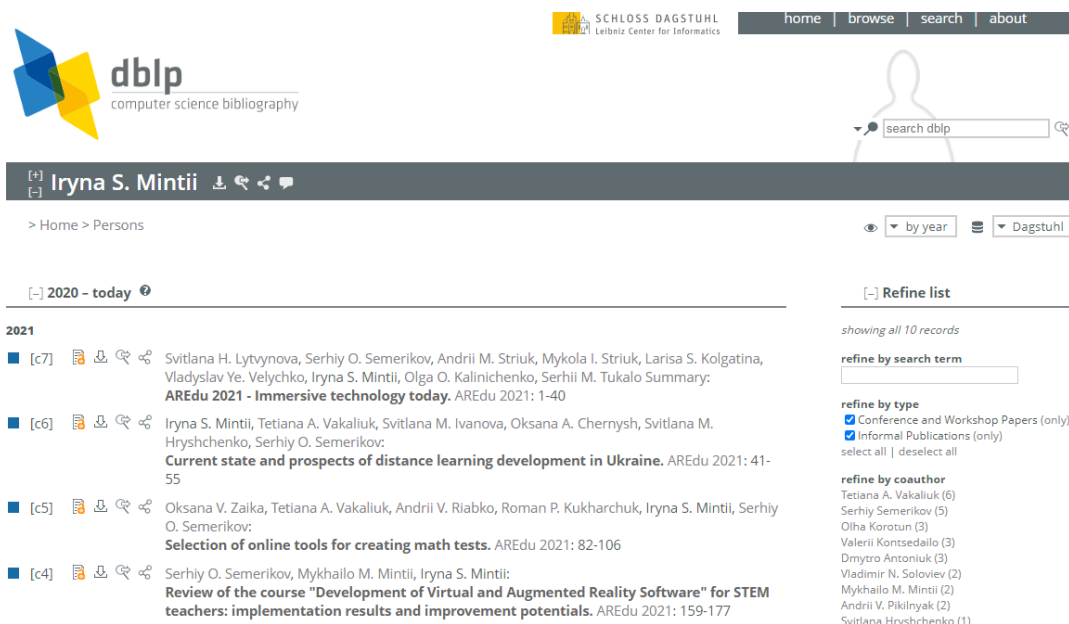 SCHLOSS DAGSTUHL
Leibniz Center for Informatics
home | browse | search | about
dblp
computer science bibliography
search dblp
[+]
[–] Iryna S. Mintii
> Home > Persons
by year
Dagstuhl
[–] 2020 – today ?
[–] Refine list
2021
showing all 10 records
[c7] Svitlana H. Lytvynova, Serhiy O. Semerikov, Andrii M. Striuk, Mykola I. Striuk, Larisa S. Kolgatina,
Vladyslav Ye. Velychko, Iryna S. Mintii, Olga O. Kalinichenko, Serhii M. Tukalo Summary:
AREdu 2021 - Immersive technology today. AREdu 2021: 1-40
[c6] Iryna S. Mintii, Tetiana A. Vakaliuk, Svitlana M. Ivanova, Oksana A. Chernysh, Svitlana M.
Hryshchenko, Serhiy O. Semerikov:
Current state and prospects of distance learning development in Ukraine. AREdu 2021: 41-
55
[c5] Oksana V. Zaika, Tetiana A. Vakaliuk, Andrii V. Riabko, Roman P. Kukharchuk, Iryna S. Mintii, Serhiy
O. Semerikov:
Selection of online tools for creating math tests. AREdu 2021: 82-106
[c4] Serhiy O. Semerikov, Mykhailo M. Mintii, Iryna S. Mintii:
Review of the course "Development of Virtual and Augmented Reality Software" for STEM
teachers: implementation results and improvement potentials. AREdu 2021: 159-177
refine by search term
refine by type
Conference and Workshop Papers (only)
Informal Publications (only)
select all | deselect all
refine by coauthor
Tetiana A. Vakaliuk (6)
Serhiy Semerikov (5)
Olha Korotun (3)
Valerii Kontsedailo (3)
Dmytro Antoniuk (3)
Vladimir N. Soloviev (2)
Mykhailo M. Mintii (2)
Andrii V. Pikilnyak (2)
Svitlana Hryshchenko (1)